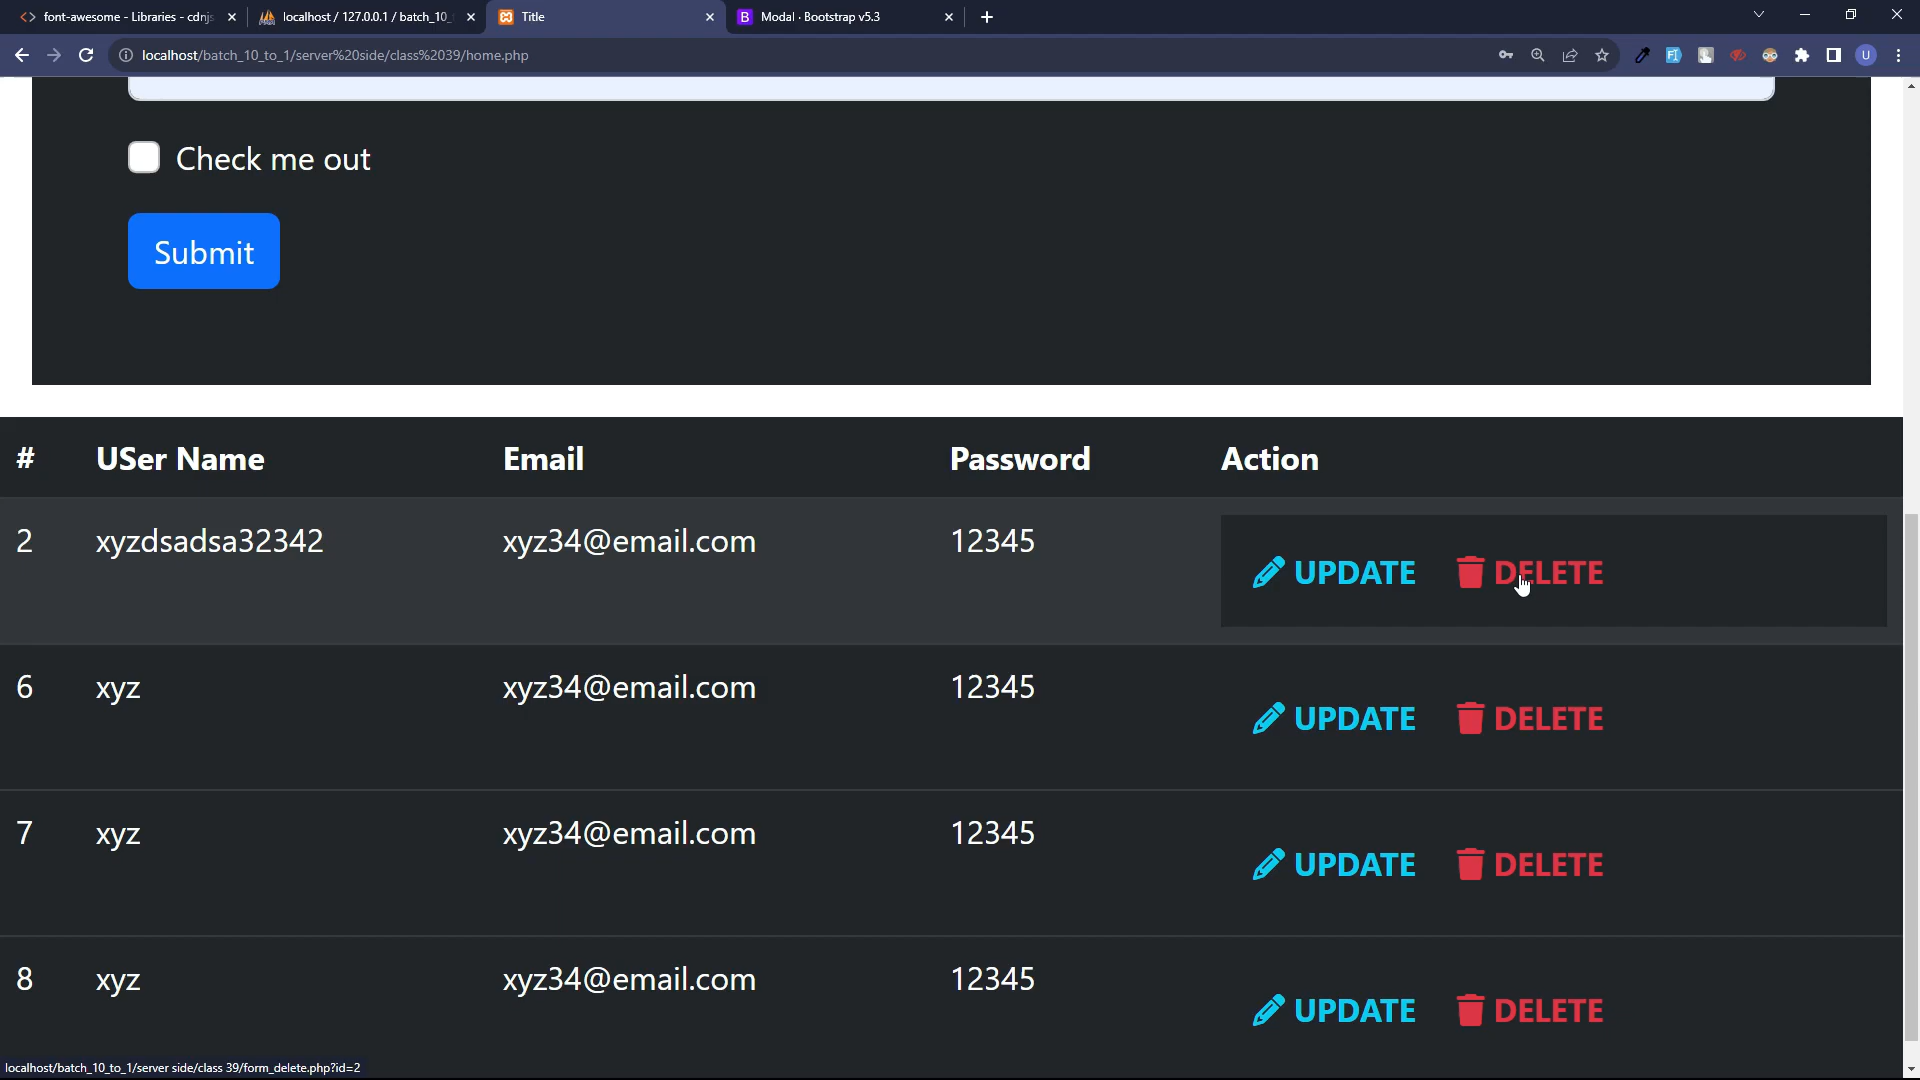 font-awesome - Libraries - cdnjs
localhost / 127.0.0.1 / batch_10_
Title
Modal · Bootstrap v5.3
localhost/batch_10_to_1/server%20side/class%2039/home.php
U
Check me out
Submit
# USer Name Email Password Action
2 xyzdsadsa32342 xyz34@email.com 12345 UPDATE DELETE
6 xyz xyz34@email.com 12345 UPDATE DELETE
7 xyz xyz34@email.com 12345 UPDATE DELETE
8 xyz xyz34@email.com 12345 UPDATE DELETE
localhost/batch_10_to_1/server side/class 39/form_delete.php?id=2